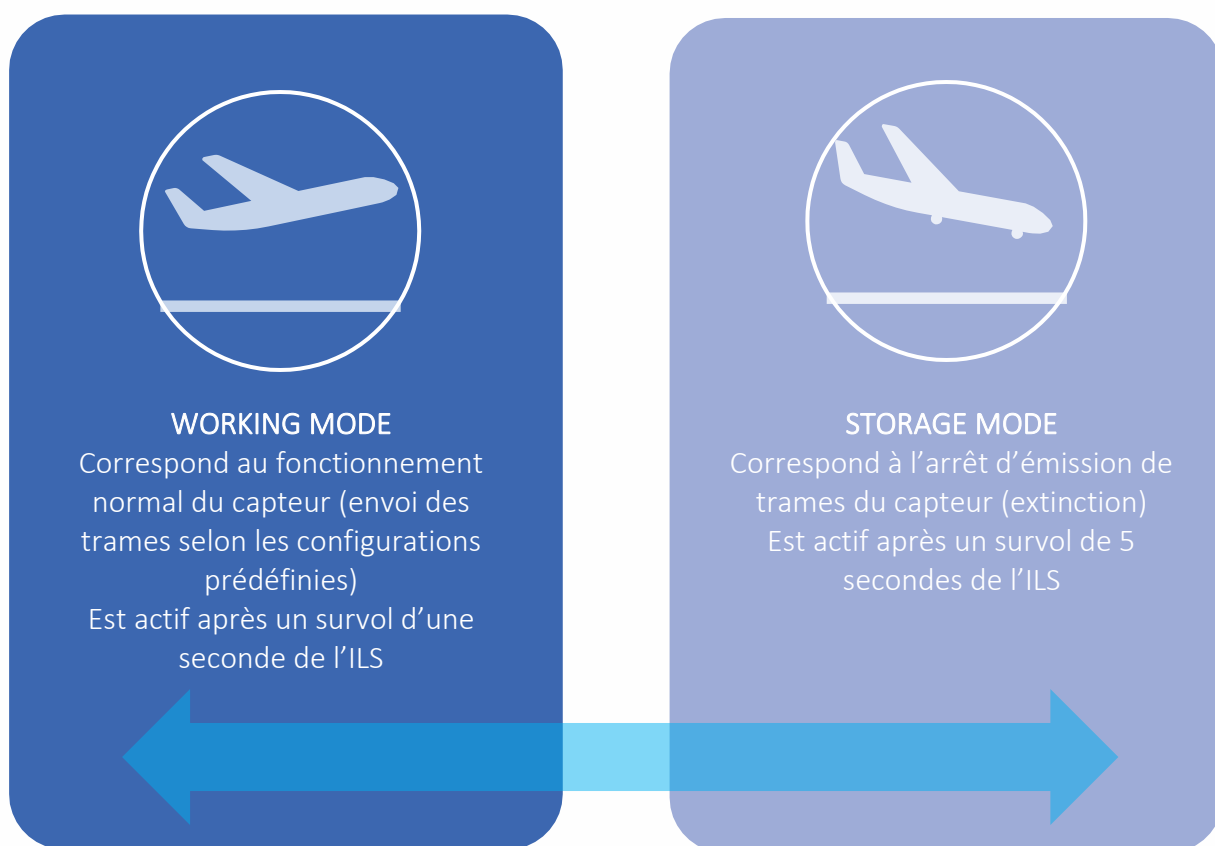 WORKING MODE
Correspond au fonctionnement
normal du capteur (envoi des
trames selon les configurations
prédéfinies)
Est actif après un survol d’une
seconde de l’ILS
STORAGE MODE
Correspond à l’arrêt d’émission de
trames du capteur (extinction)
Est actif après un survol de 5
secondes de l’ILS